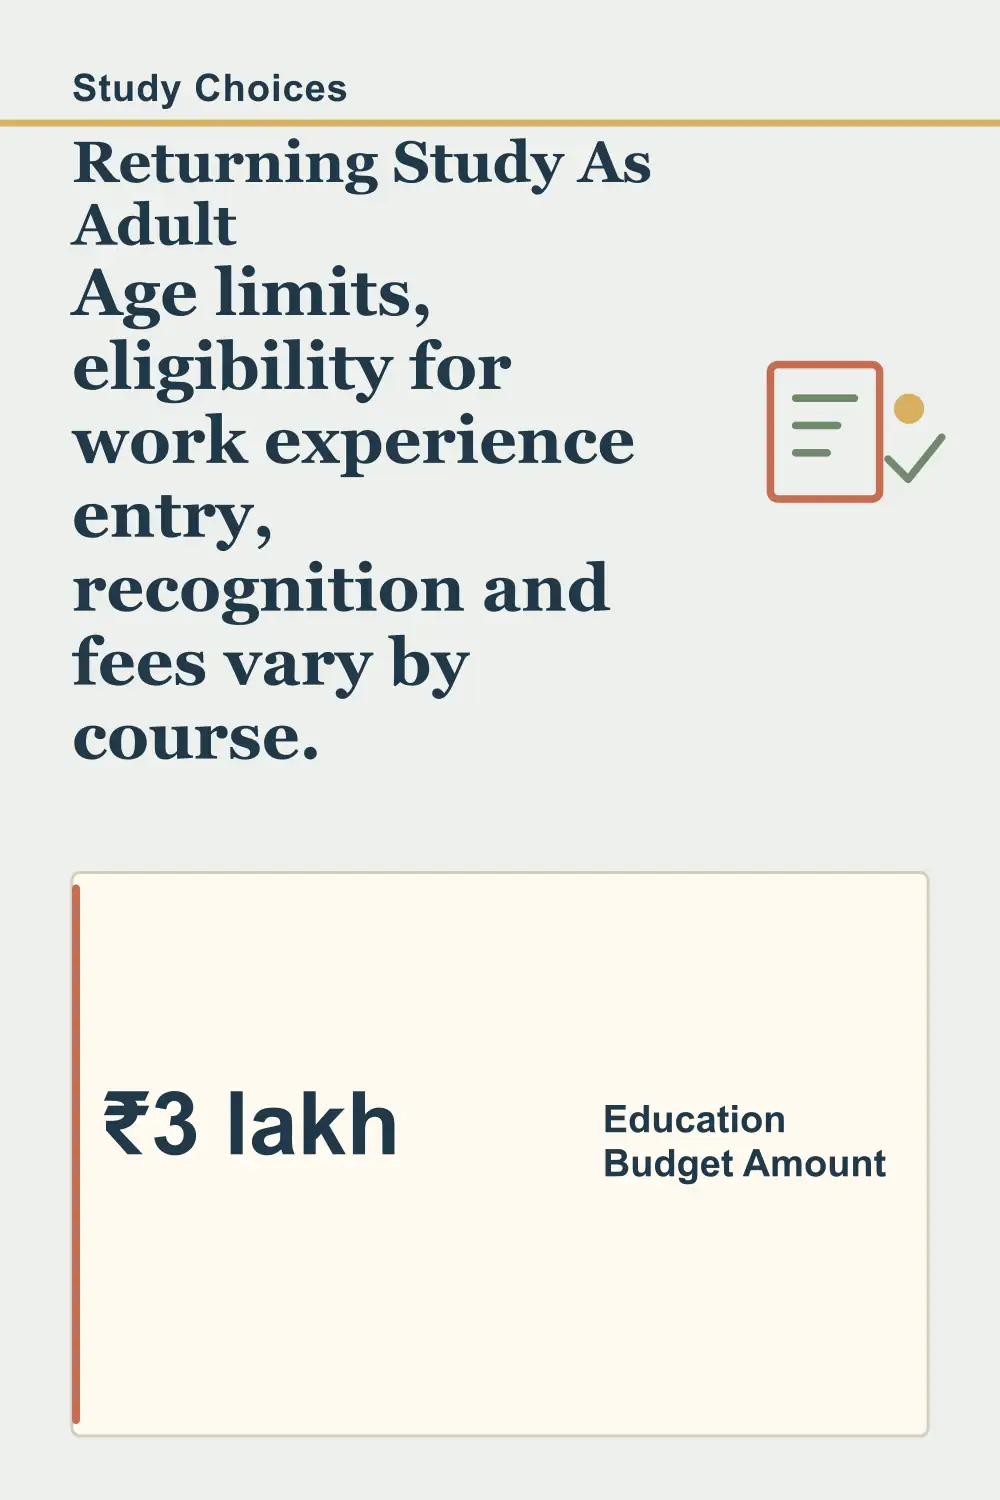 Study Choices
Returning Study As
Adult
Age limits,
eligibility for
work experience
entry,
recognition and
fees vary by
course.
₹3 lakh
Education
Budget Amount